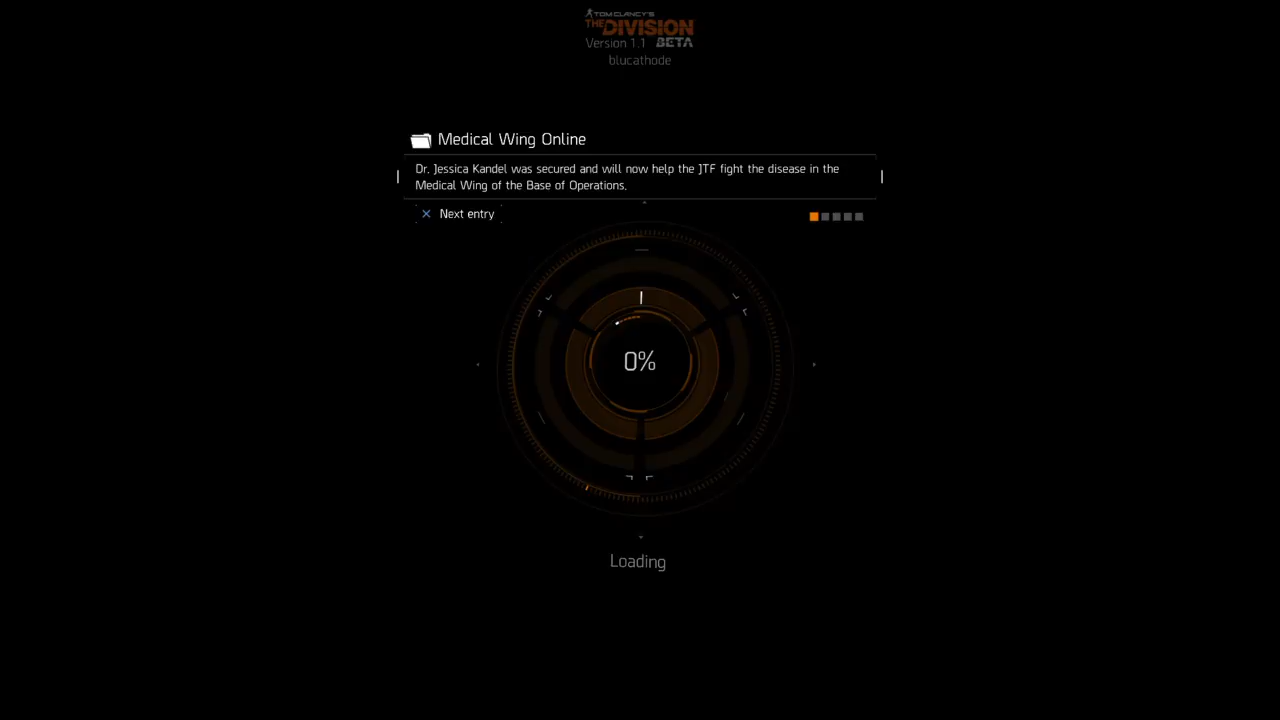 TOM CLANCY'S
THE DIVISION
Version 1.1 BETA
blucathode
Medical Wing Online
Dr. Jessica Kandel was secured and will now help the JTF fight the disease in the
Medical Wing of the Base of Operations.
Next entry
0%
Loading